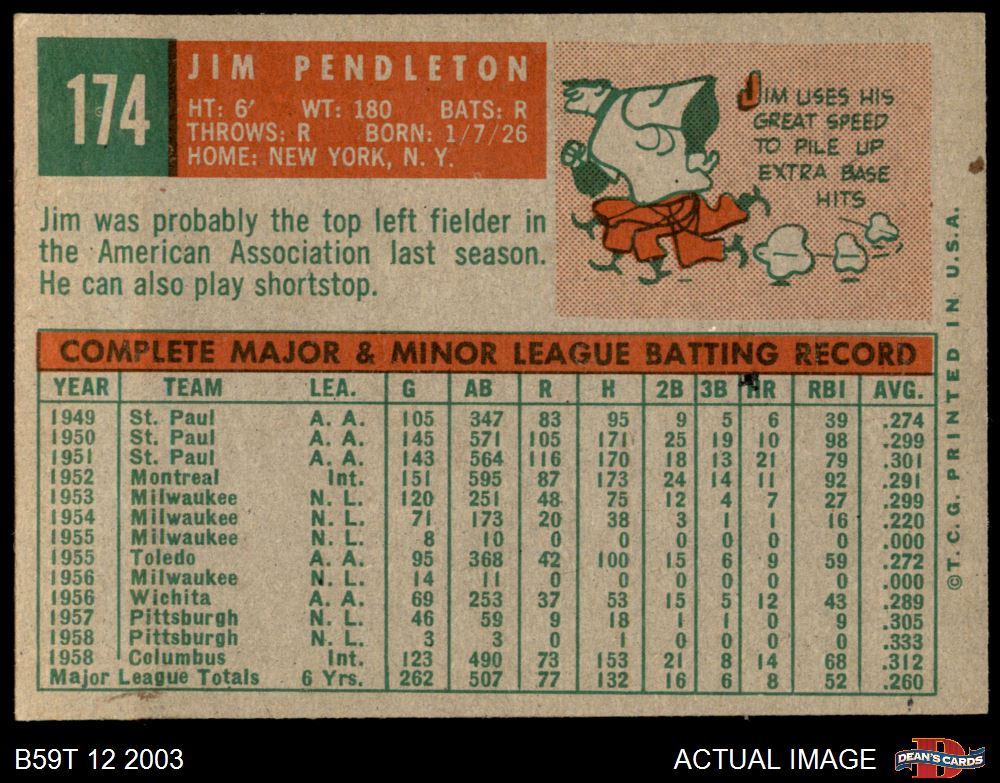 174
JIM PENDLETON
HT: 6' WT: 180 BATS: R
THROWS: R BORN: 1/7/26
HOME: NEW YORK, N. Y.
JIM USES HIS
GREAT SPEED
TO PILE UP
EXTRA BASE
HITS
Jim was probably the top left fielder in
the American Association last season.
He can also play shortstop.
COMPLETE MAJOR & MINOR LEAGUE BATTING RECORD
YEAR TEAM LEA. G AB R H 2B 3B HR RBI AVG.
1949 St. Paul A. A. 105 347 83 95 9 5 6 39 .274
1950 St. Paul A. A. 145 571 105 171 25 19 10 98 .299
1951 St. Paul A. A. 143 564 116 170 18 13 21 79 .301
1952 Montreal Int. 151 595 87 173 24 14 11 92 .291
1953 Milwaukee N. L. 120 251 48 75 12 4 7 27 .299
1954 Milwaukee N. L. 71 173 20 38 3 1 1 16 .220
1955 Milwaukee N. L. 8 10 0 0 0 0 0 0 .000
1955 Toledo A. A. 95 368 42 100 15 6 9 59 .272
1956 Milwaukee N. L. 14 11 0 0 0 0 0 0 .000
1956 Wichita A. A. 69 253 37 53 15 5 12 43 .289
1957 Pittsburgh N. L. 46 59 9 18 1 1 0 9 .305
1958 Pittsburgh N. L. 3 3 0 1 0 0 0 0 .333
1958 Columbus Int. 123 490 73 153 21 8 14 68 .312
Major League Totals 6 Yrs. 262 507 77 132 16 6 8 52 .260
©T. C. G. PRINTED IN U.S.A.
B59T 12 2003
ACTUAL IMAGE
D
DEAN'S CARDS